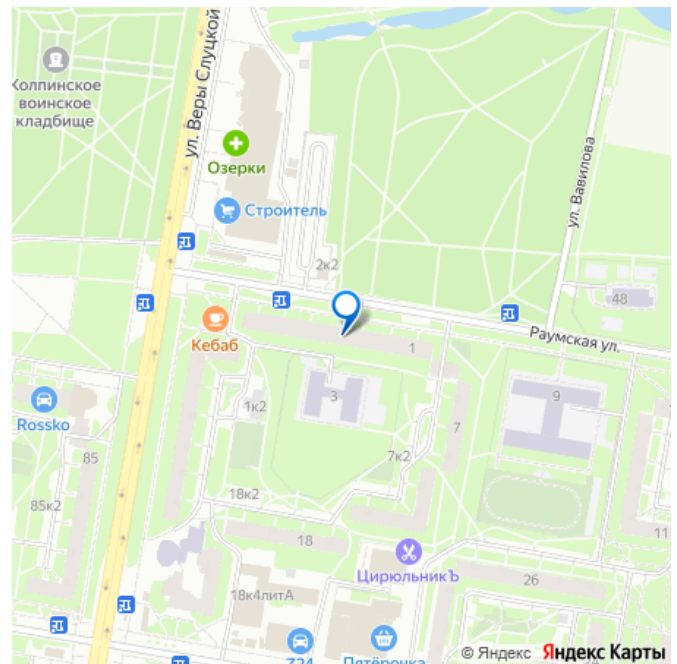 Колпинское
воинское
кладбище
ул. Веры Слуцкой
Озерки
Строитель
2к2
ул. Вавилова
48
Раумская ул.
Кебаб
1
3
9
Rossko
1к2
7
85
7к2
85к2
18к2
18
11
ЦирюльникЪ
26
18к4литА
Z24
Пятёрочка
© Яндекс Яндекс Карты